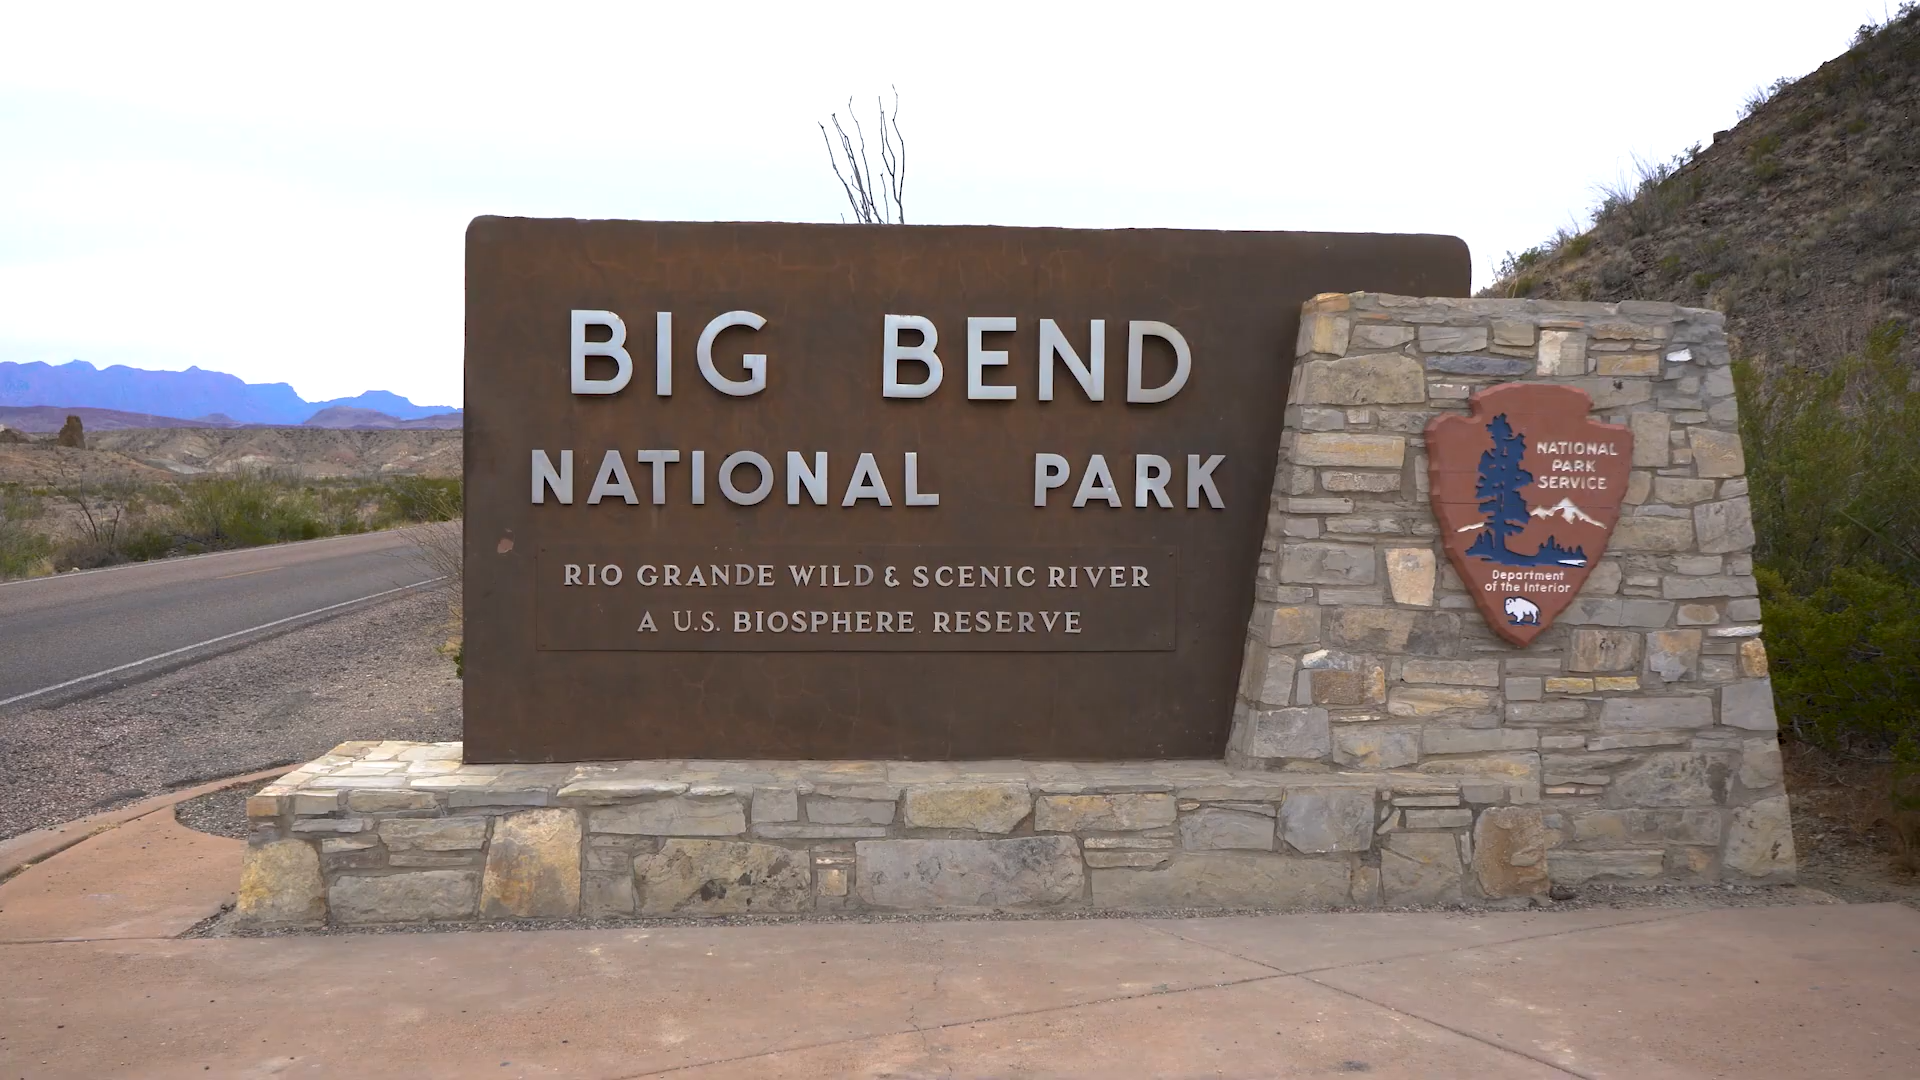 BIG BEND
NATIONAL PARK
RIO GRANDE WILD & SCENIC RIVER
A U.S. BIOSPHERE RESERVE
NATIONAL
PARK
SERVICE
Department
of the Interior